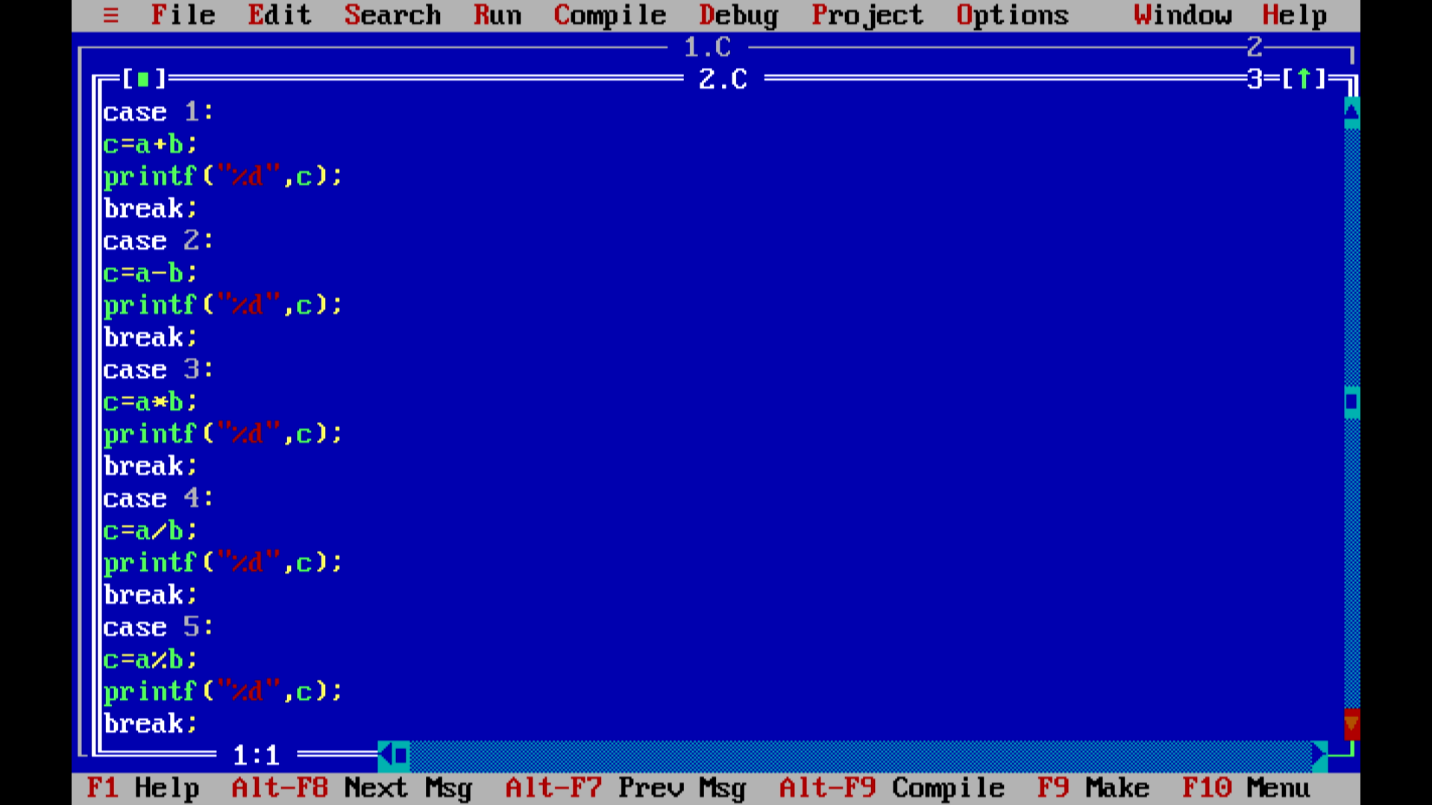 ≡ File Edit Search Run Compile Debug Project Options Window Help
1.C 2
[■] 2.C 3=[↑]
case 1:
c=a+b;
printf("%d",c);
break;
case 2:
c=a-b;
printf("%d",c);
break;
case 3:
c=a*b;
printf("%d",c);
break;
case 4:
c=a/b;
printf("%d",c);
break;
case 5:
c=a%b;
printf("%d",c);
break;
1:1
F1 Help Alt-F8 Next Msg Alt-F7 Prev Msg Alt-F9 Compile F9 Make F10 Menu